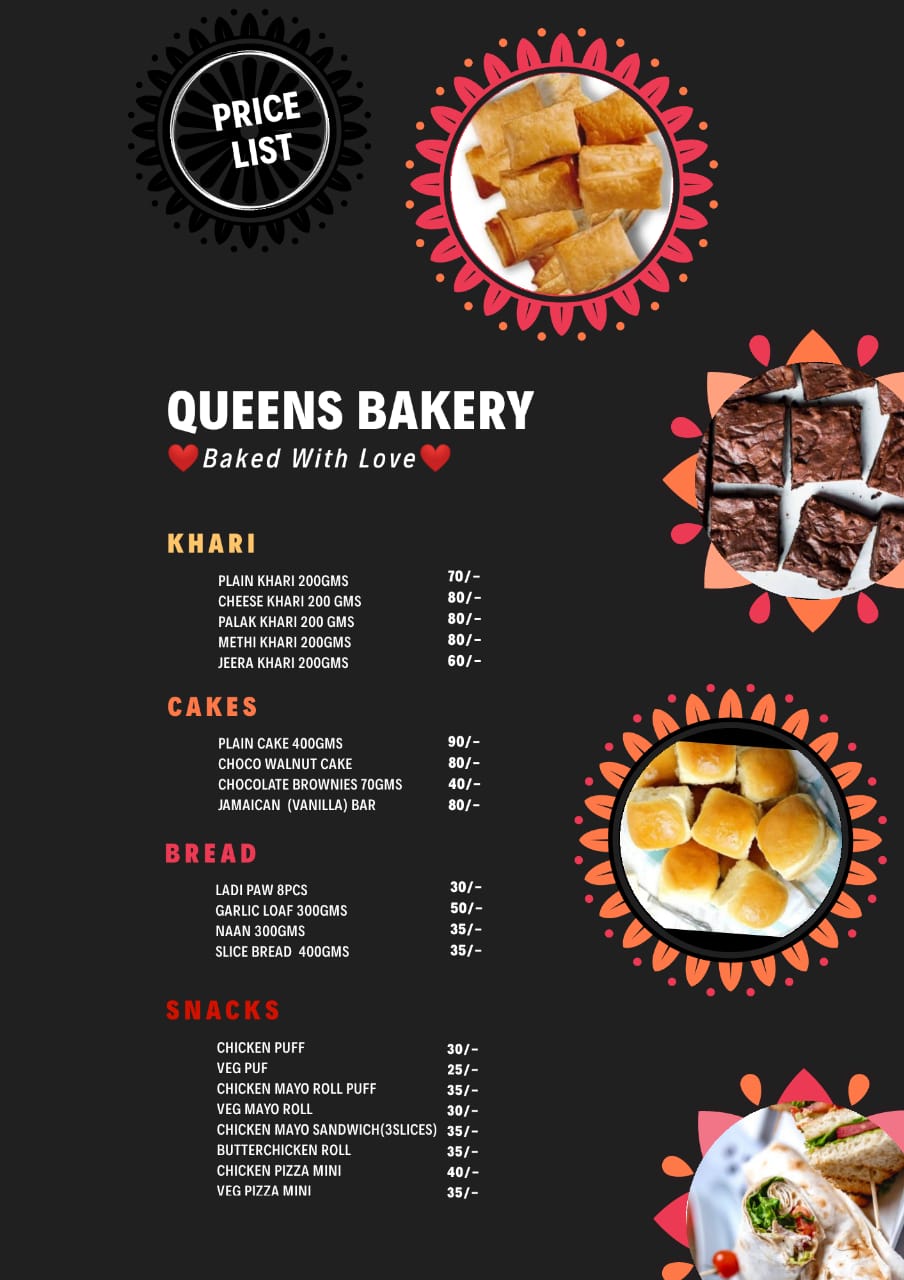 PRICE
LIST
QUEENS BAKERY
❤️Baked With Love❤️
KHARI
PLAIN KHARI 200GMS 70/-
CHEESE KHARI 200 GMS 80/-
PALAK KHARI 200 GMS 80/-
METHI KHARI 200GMS 80/-
JEERA KHARI 200GMS 60/-
CAKES
PLAIN CAKE 400GMS 90/-
CHOCO WALNUT CAKE 80/-
CHOCOLATE BROWNIES 70GMS 40/-
JAMAICAN (VANILLA) BAR 80/-
BREAD
LADI PAW 8PCS 30/-
GARLIC LOAF 300GMS 50/-
NAAN 300GMS 35/-
SLICE BREAD 400GMS 35/-
SNACKS
CHICKEN PUFF 30/-
VEG PUF 25/-
CHICKEN MAYO ROLL PUFF 35/-
VEG MAYO ROLL 30/-
CHICKEN MAYO SANDWICH(3SLICES) 35/-
BUTTERCHICKEN ROLL 35/-
CHICKEN PIZZA MINI 40/-
VEG PIZZA MINI 35/-